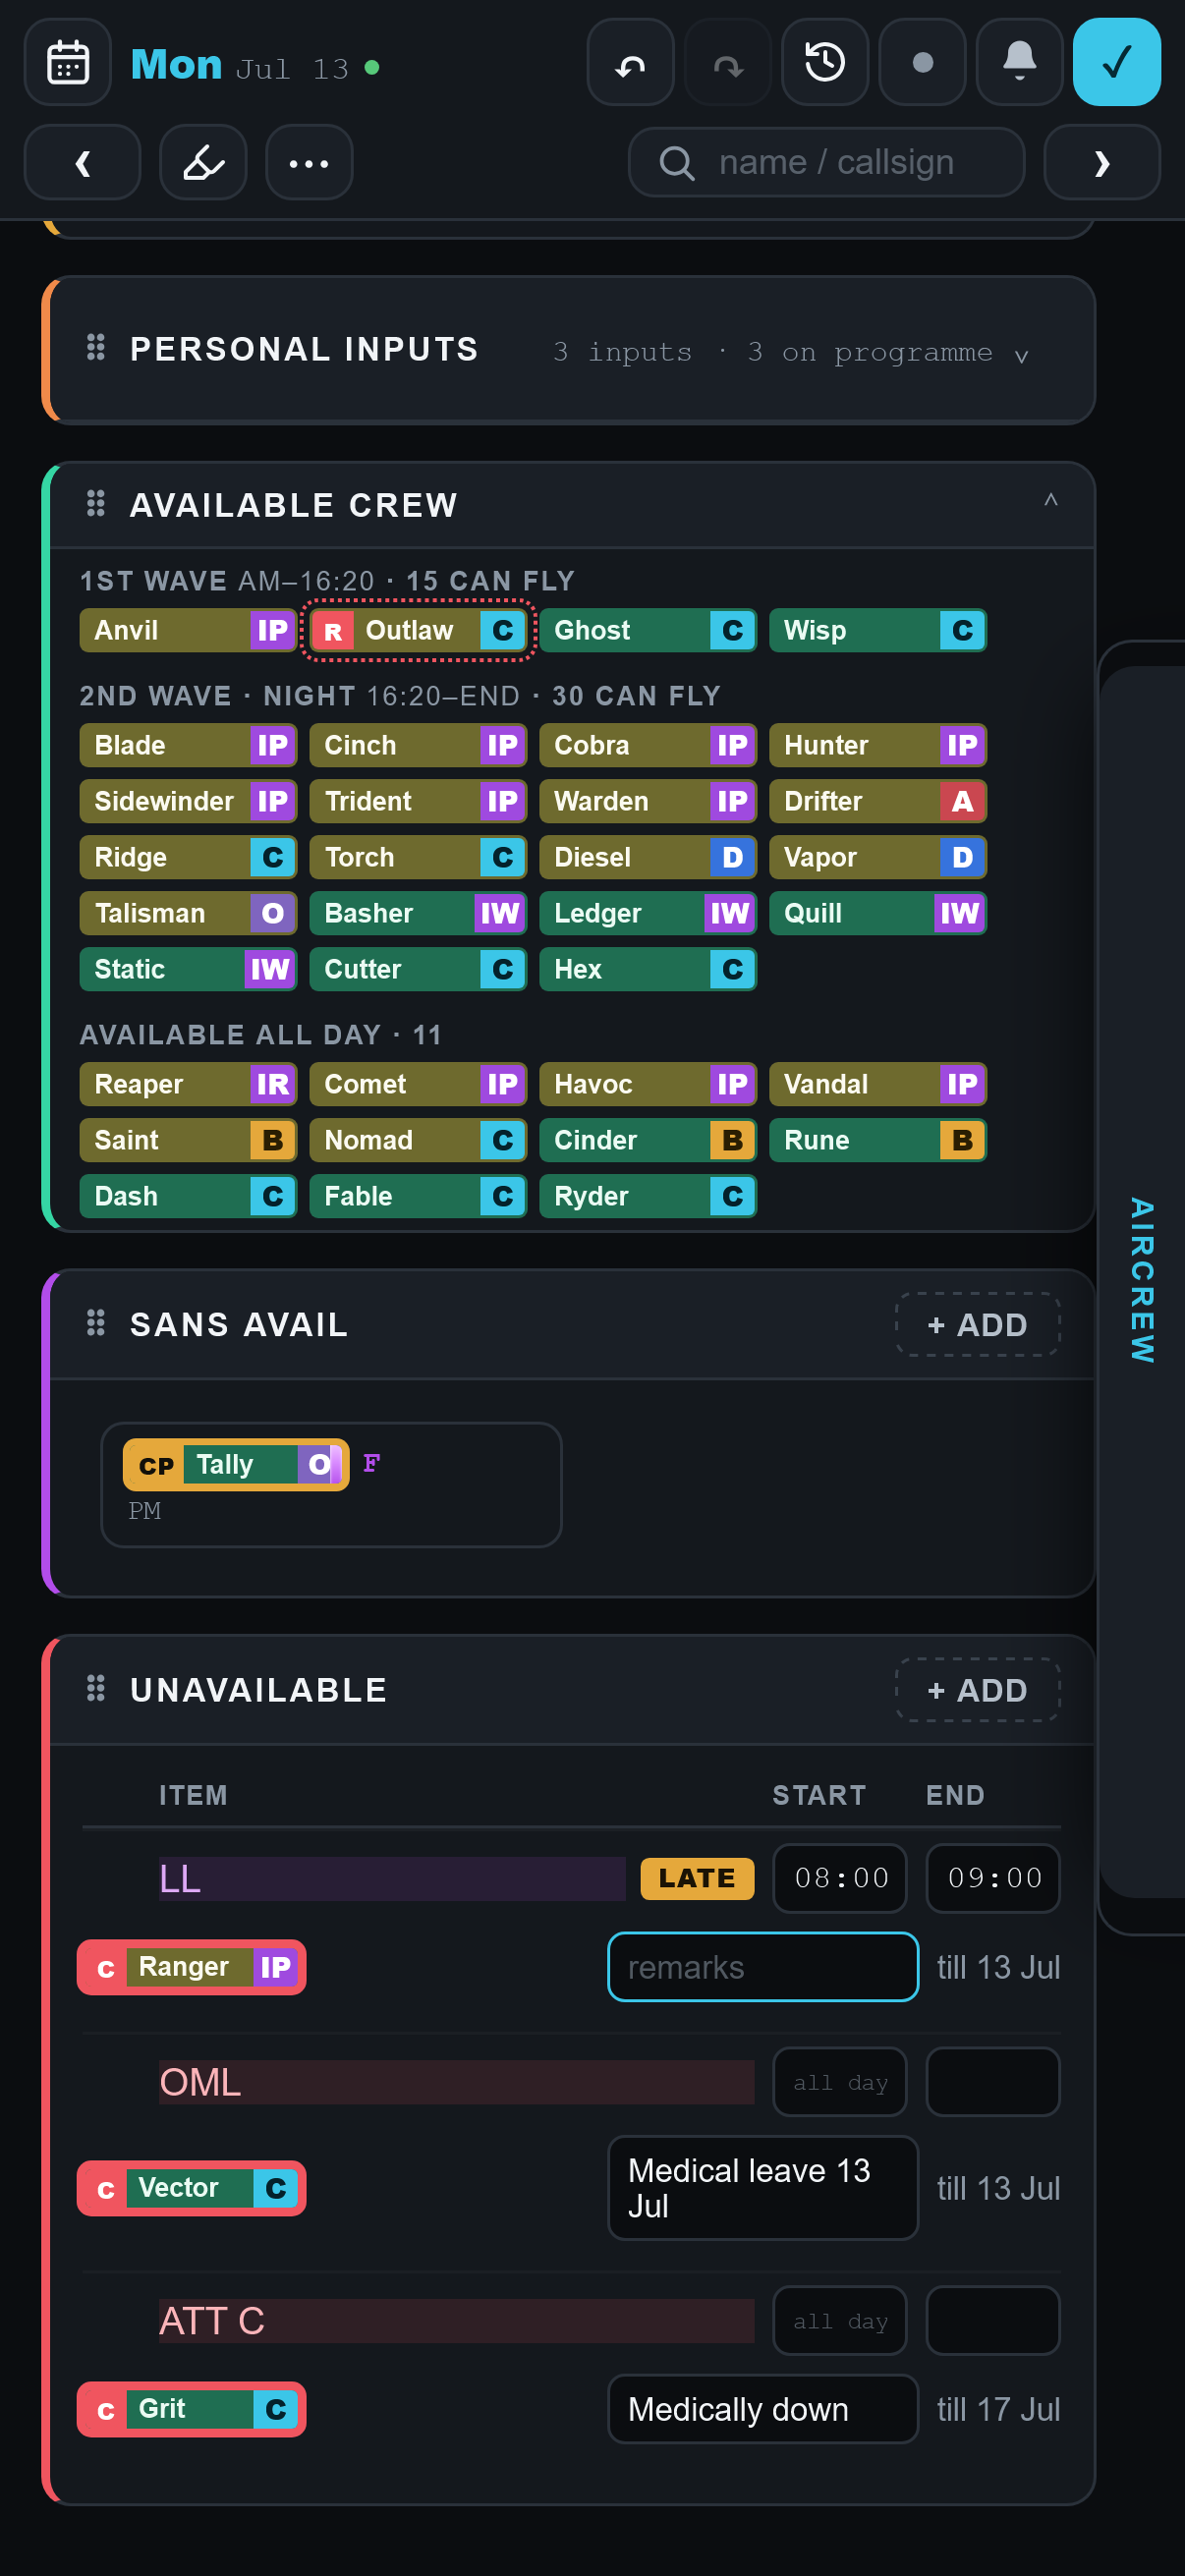 Mon Jul 13
name / callsign
PERSONAL INPUTS 3 inputs · 3 on programme
AVAILABLE CREW
1ST WAVE AM–16:20 · 15 CAN FLY
Anvil IP R Outlaw C Ghost C Wisp C
2ND WAVE · NIGHT 16:20–END · 30 CAN FLY
Blade IP Cinch IP Cobra IP Hunter IP
Sidewinder IP Trident IP Warden IP Drifter A
Ridge C Torch C Diesel D Vapor D
Talisman O Basher IW Ledger IW Quill IW
Static IW Cutter C Hex C
AVAILABLE ALL DAY · 11
Reaper IR Comet IP Havoc IP Vandal IP
Saint B Nomad C Cinder B Rune B
Dash C Fable C Ryder C
AIRCREW
SANS AVAIL + ADD
CP Tally O F
PM
UNAVAILABLE + ADD
ITEM START END
LL LATE 08:00 09:00
C Ranger IP remarks till 13 Jul
OML all day
C Vector C Medical leave 13 Jul till 13 Jul
ATT C all day
C Grit C Medically down till 17 Jul